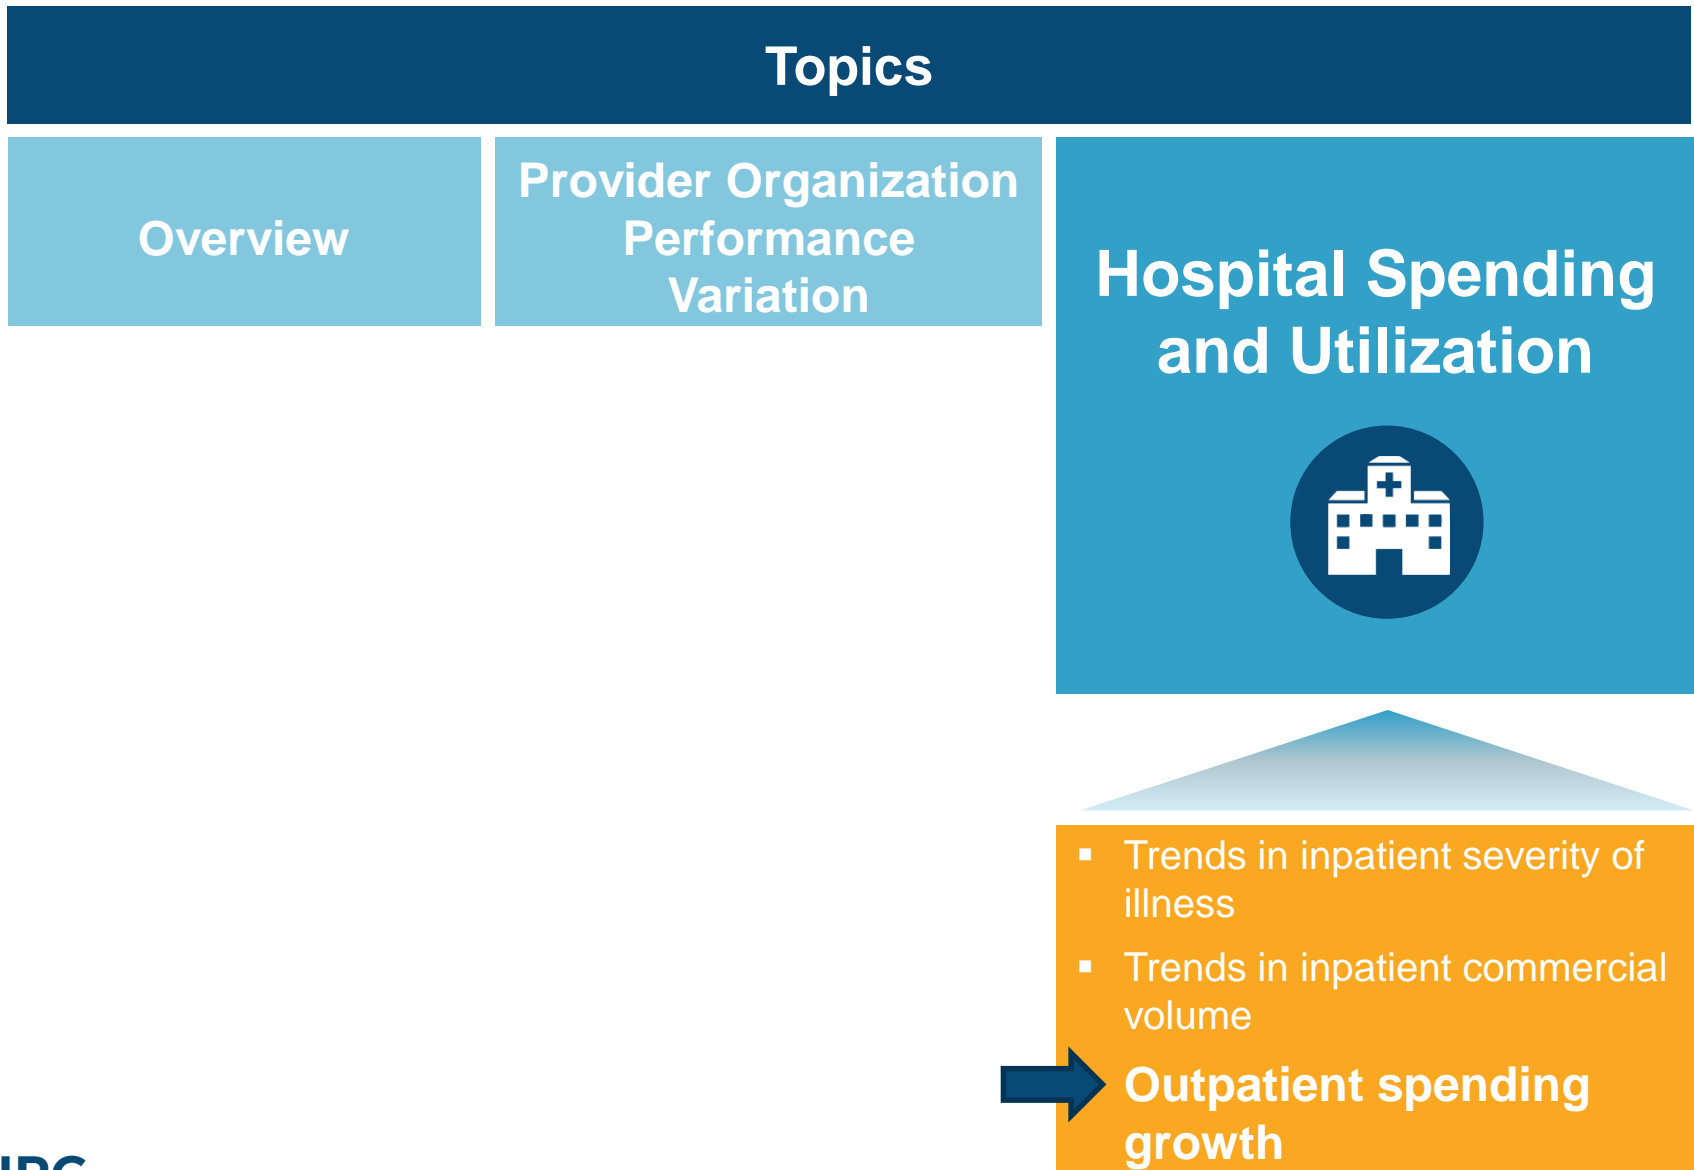 Topics
Overview
Provider Organization
Performance
Variation
Hospital Spending
and Utilization
▪ Trends in inpatient severity of
illness
▪ Trends in inpatient commercial
volume
Outpatient spending
growth